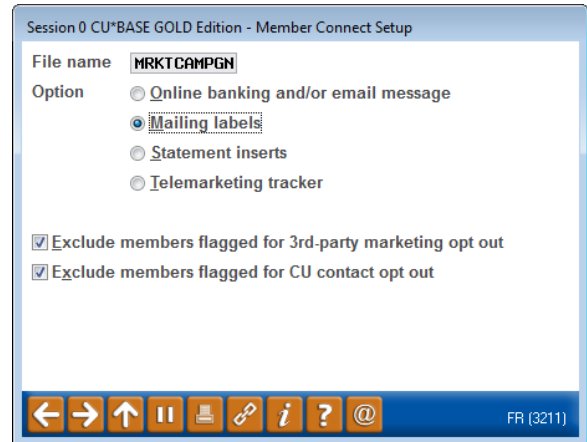 Session 0 CU*BASE GOLD Edition - Member Connect Setup
File name MRKTCAMPGN
Option Online banking and/or email message
Mailing labels
Statement inserts
Telemarketing tracker
Exclude members flagged for 3rd-party marketing opt out
Exclude members flagged for CU contact opt out
i ? @ FR (3211)